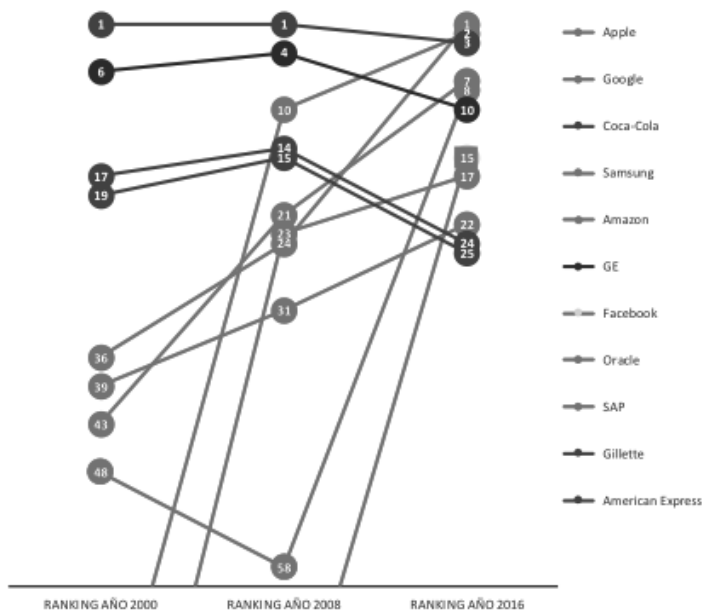 1
1
1
2
3
Apple
6
4
7
8
Google
10
10
Coca-Cola
17
14
15
15
Samsung
19
17
21
22
Amazon
23
24
24
25
GE
31
Facebook
36
39
Oracle
43
SAP
48
Gillette
58
American Express
RANKING AÑO 2000 RANKING AÑO 2008 RANKING AÑO 2016